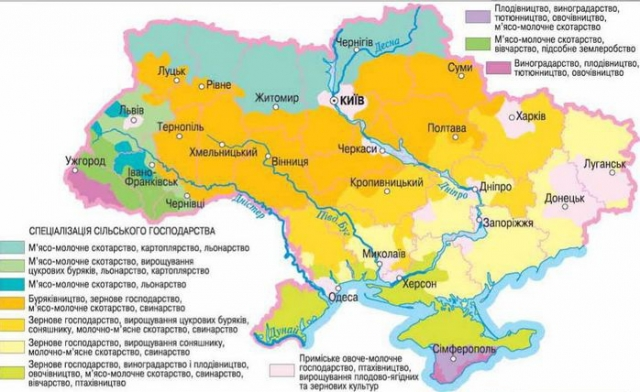 Плодівництво, виноградарство,
тютюнництво, овочівництво,
м'ясо-молочне скотарство
М'ясо-молочне скотарство,
вівчарство, підсобне землеробство
Виноградарство, плодівництво,
тютюнництво, овочівництво
Чернігів
Десна
Луцьк
Рівне
Суми
Житомир
КИЇВ
Львів
Харків
Тернопіль
Полтава
Хмельницький
Черкаси
Луганськ
Ужгород
Вінниця
Івано-
Франківськ
Кропивницький
Дніпро
Дніпро
Донецьк
Чернівці
Дністер
Півд. Буг
Запоріжжя
Миколаїв
Херсон
Одеса
Дунай
Сімферополь
СПЕЦІАЛІЗАЦІЯ СІЛЬСЬКОГО ГОСПОДАРСТВА
М'ясо-молочне скотарство, картоплярство, льонарство
М'ясо-молочне скотарство, вирощування
цукрових буряків, льонарство, картоплярство
М'ясо-молочне скотарство, льонарство
Буряківництво, зернове господарство,
м'ясо-молочне скотарство, свинарство
Зернове господарство, вирощування цукрових буряків,
соняшнику, молочно-м'ясне скотарство, свинарство
Зернове господарство, вирощування соняшнику,
молочно-м'ясне скотарство, свинарство
Зернове господарство, виноградарство і плодівництво,
овочівництво, м'ясо-молочне скотарство, свинарство,
вівчарство, птахівництво
Приміське овоче-молочне
господарство, птахівництво,
вирощування плодово-ягідних
та зернових культур